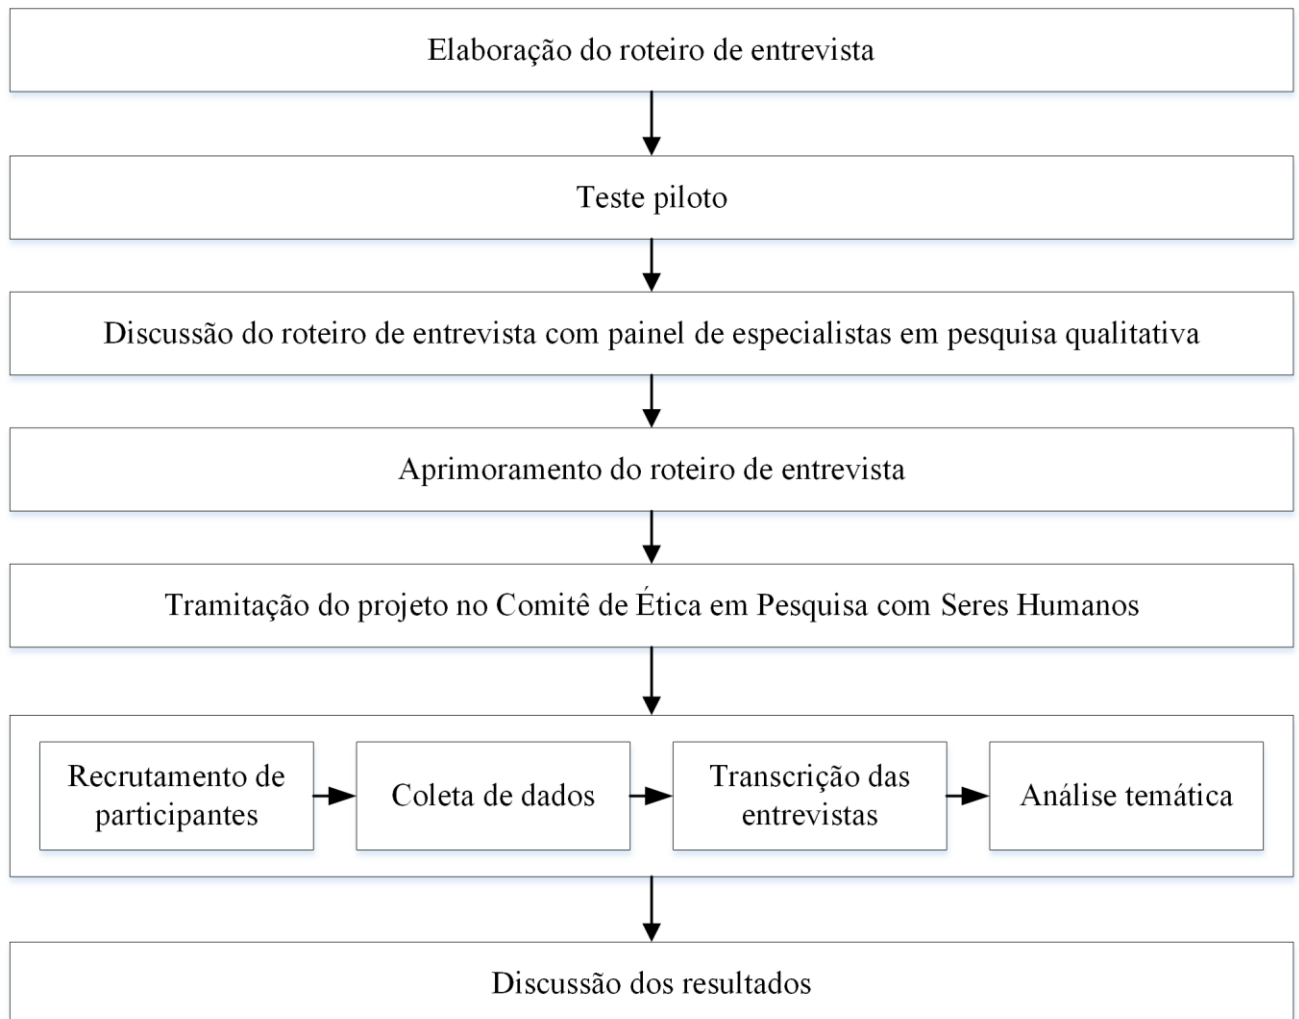 Elaboração do roteiro de entrevista
Teste piloto
Discussão do roteiro de entrevista com painel de especialistas em pesquisa qualitativa
Aprimoramento do roteiro de entrevista
Tramitação do projeto no Comitê de Ética em Pesquisa com Seres Humanos
Recrutamento de
participantes
Coleta de dados
Transcrição das
entrevistas
Análise temática
Discussão dos resultados